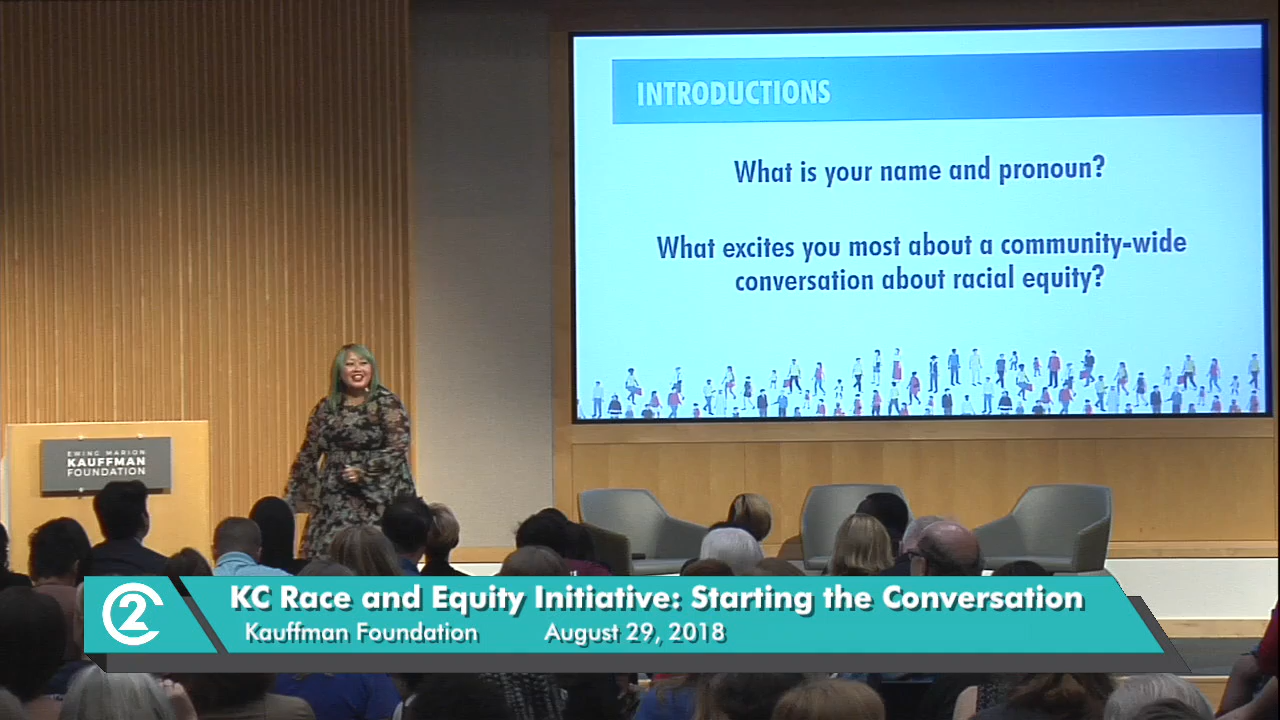 INTRODUCTIONS
What is your name and pronoun?
What excites you most about a community-wide
conversation about racial equity?
EWING MARION
KAUFFMAN
FOUNDATION
C2
KC Race and Equity Initiative: Starting the Conversation
Kauffman Foundation August 29, 2018